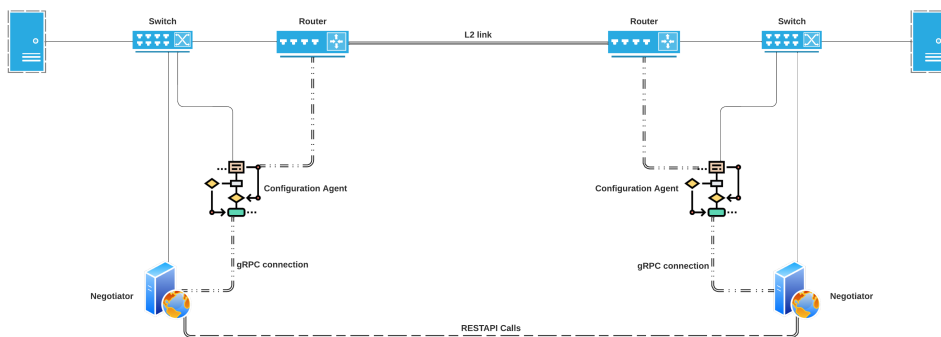 Switch
Router
Router
Switch
L2 link
Configuration Agent
Configuration Agent
gRPC connection
gRPC connection
Negotiator
Negotiator
RESTAPI Calls